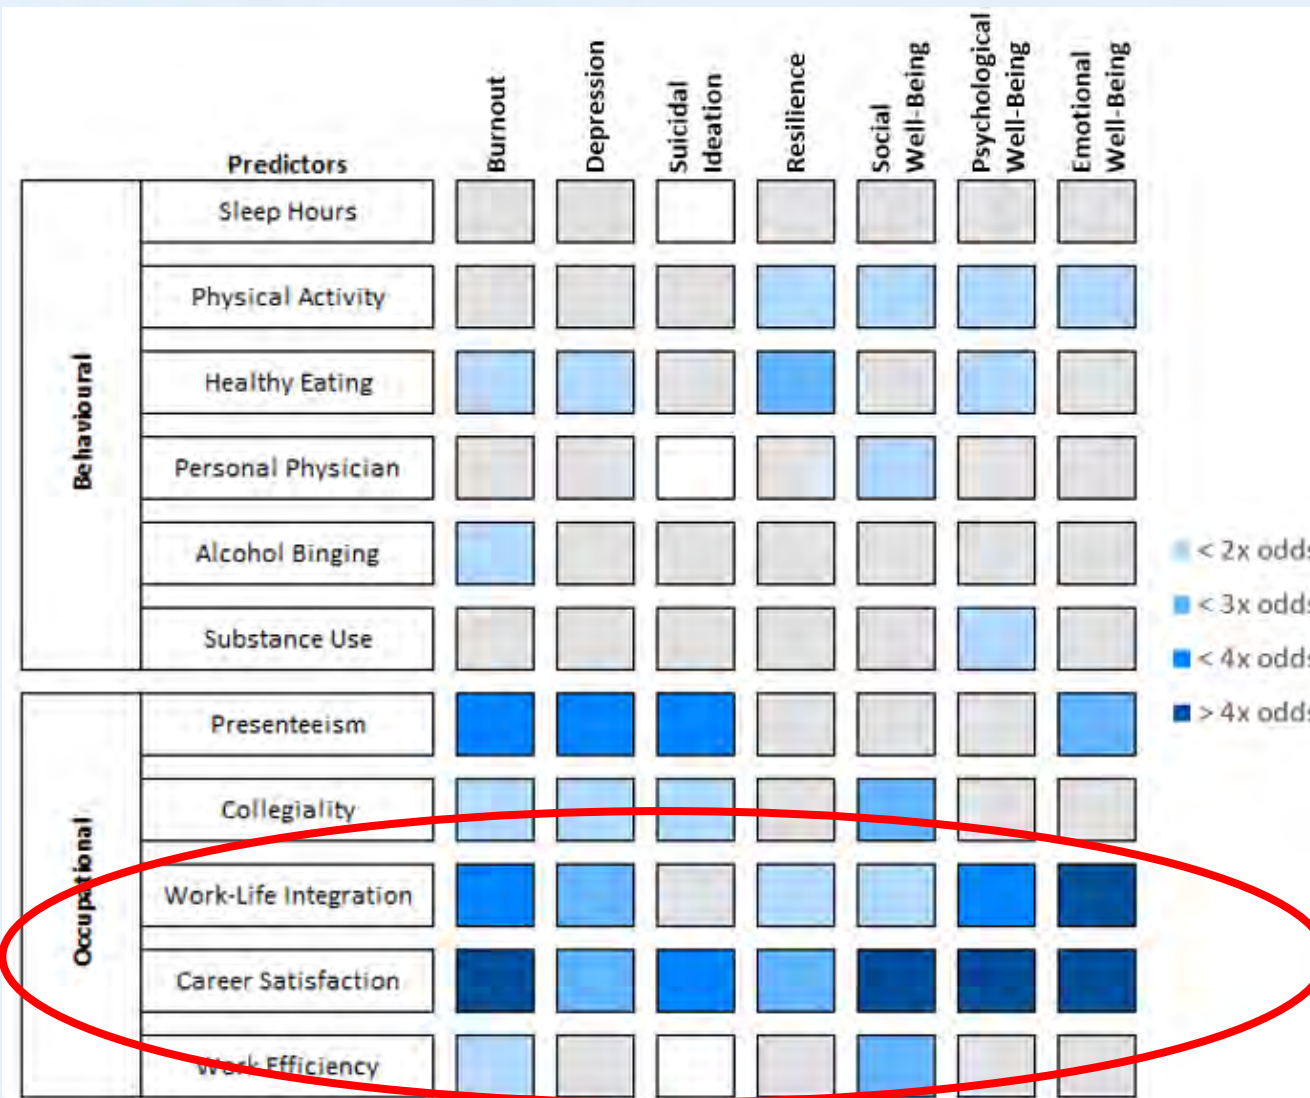 Predictors
Burnout
Depression
Suicidal
Ideation
Resilience
Social
Well-Being
Psychological
Well-Being
Emotional
Well-Being
Behavioural
Sleep Hours
Physical Activity
Healthy Eating
Personal Physician
Alcohol Binging
Substance Use
Occupational
Presenteeism
Collegiality
Work-Life Integration
Career Satisfaction
Work Efficiency
< 2x odds
< 3x odds
< 4x odds
> 4x odds